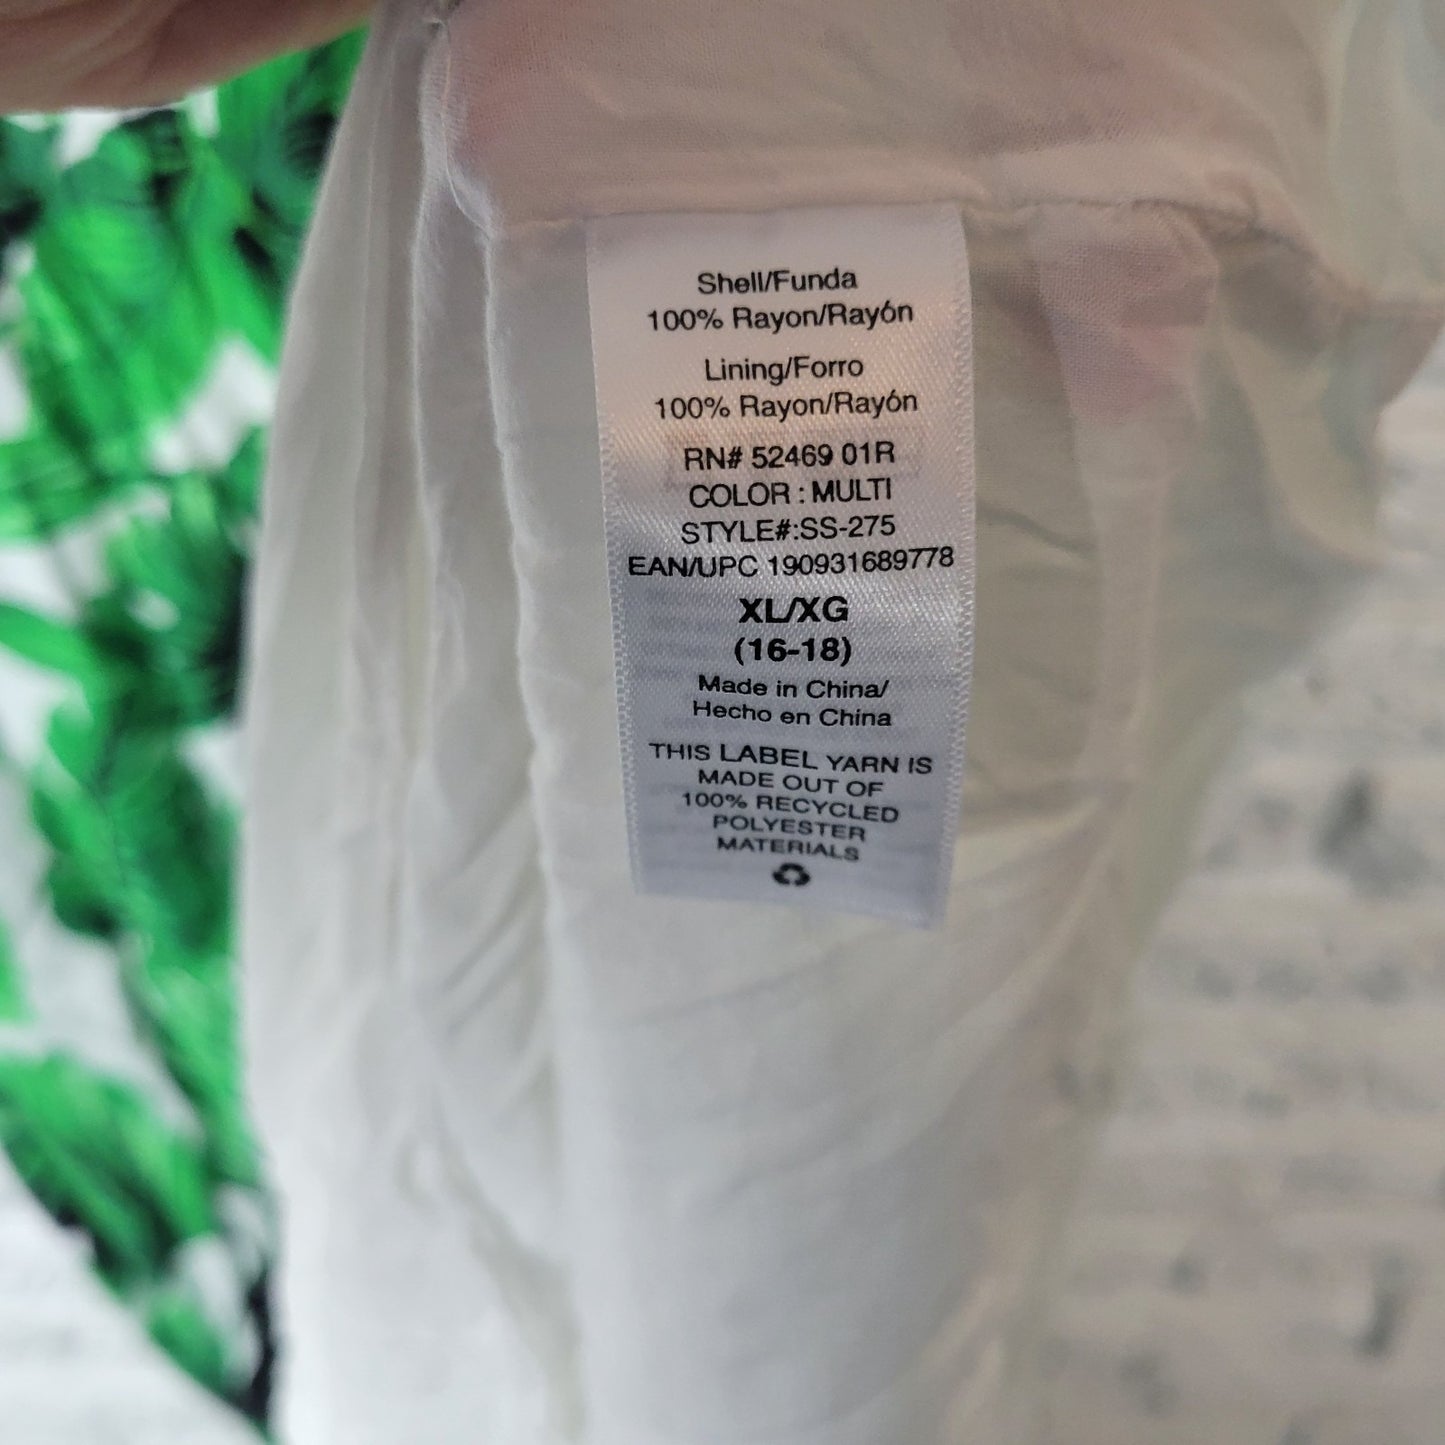 Shell/Funda
100% Rayon/Rayón
Lining/Forro
100% Rayon/Rayón
RN# 52469 01R
COLOR : MULTI
STYLE#:SS-275
EAN/UPC 190931689778
XL/XG
(16-18)
Made in China/
Hecho en China
THIS LABEL YARN IS
MADE OUT OF
100% RECYCLED
POLYESTER
MATERIALS